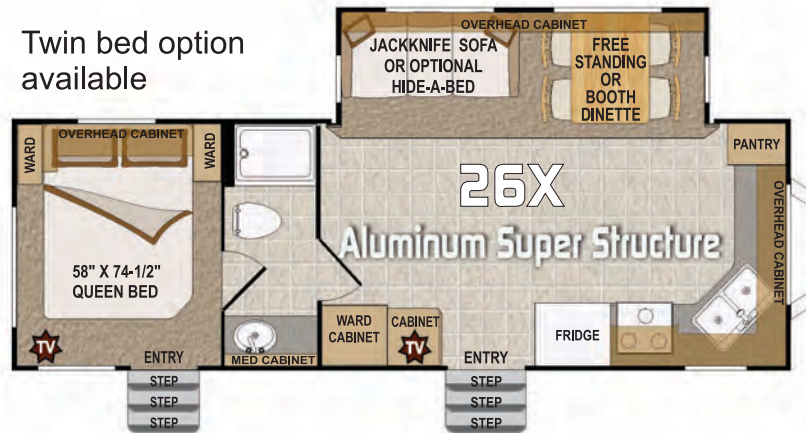 Twin bed option
available
OVERHEAD CABINET
JACKKNIFE SOFA
OR OPTIONAL
HIDE-A-BED
FREE
STANDING
OR
BOOTH
DINETTE
WARD
OVERHEAD CABINET
WARD
PANTRY
OVERHEAD CABINET
26X
Aluminum Super Structure
58" X 74-1/2"
QUEEN BED
TV
ENTRY
MED CABINET
WARD
CABINET
CABINET
TV
ENTRY
FRIDGE
STEP
STEP
STEP
STEP
STEP
STEP